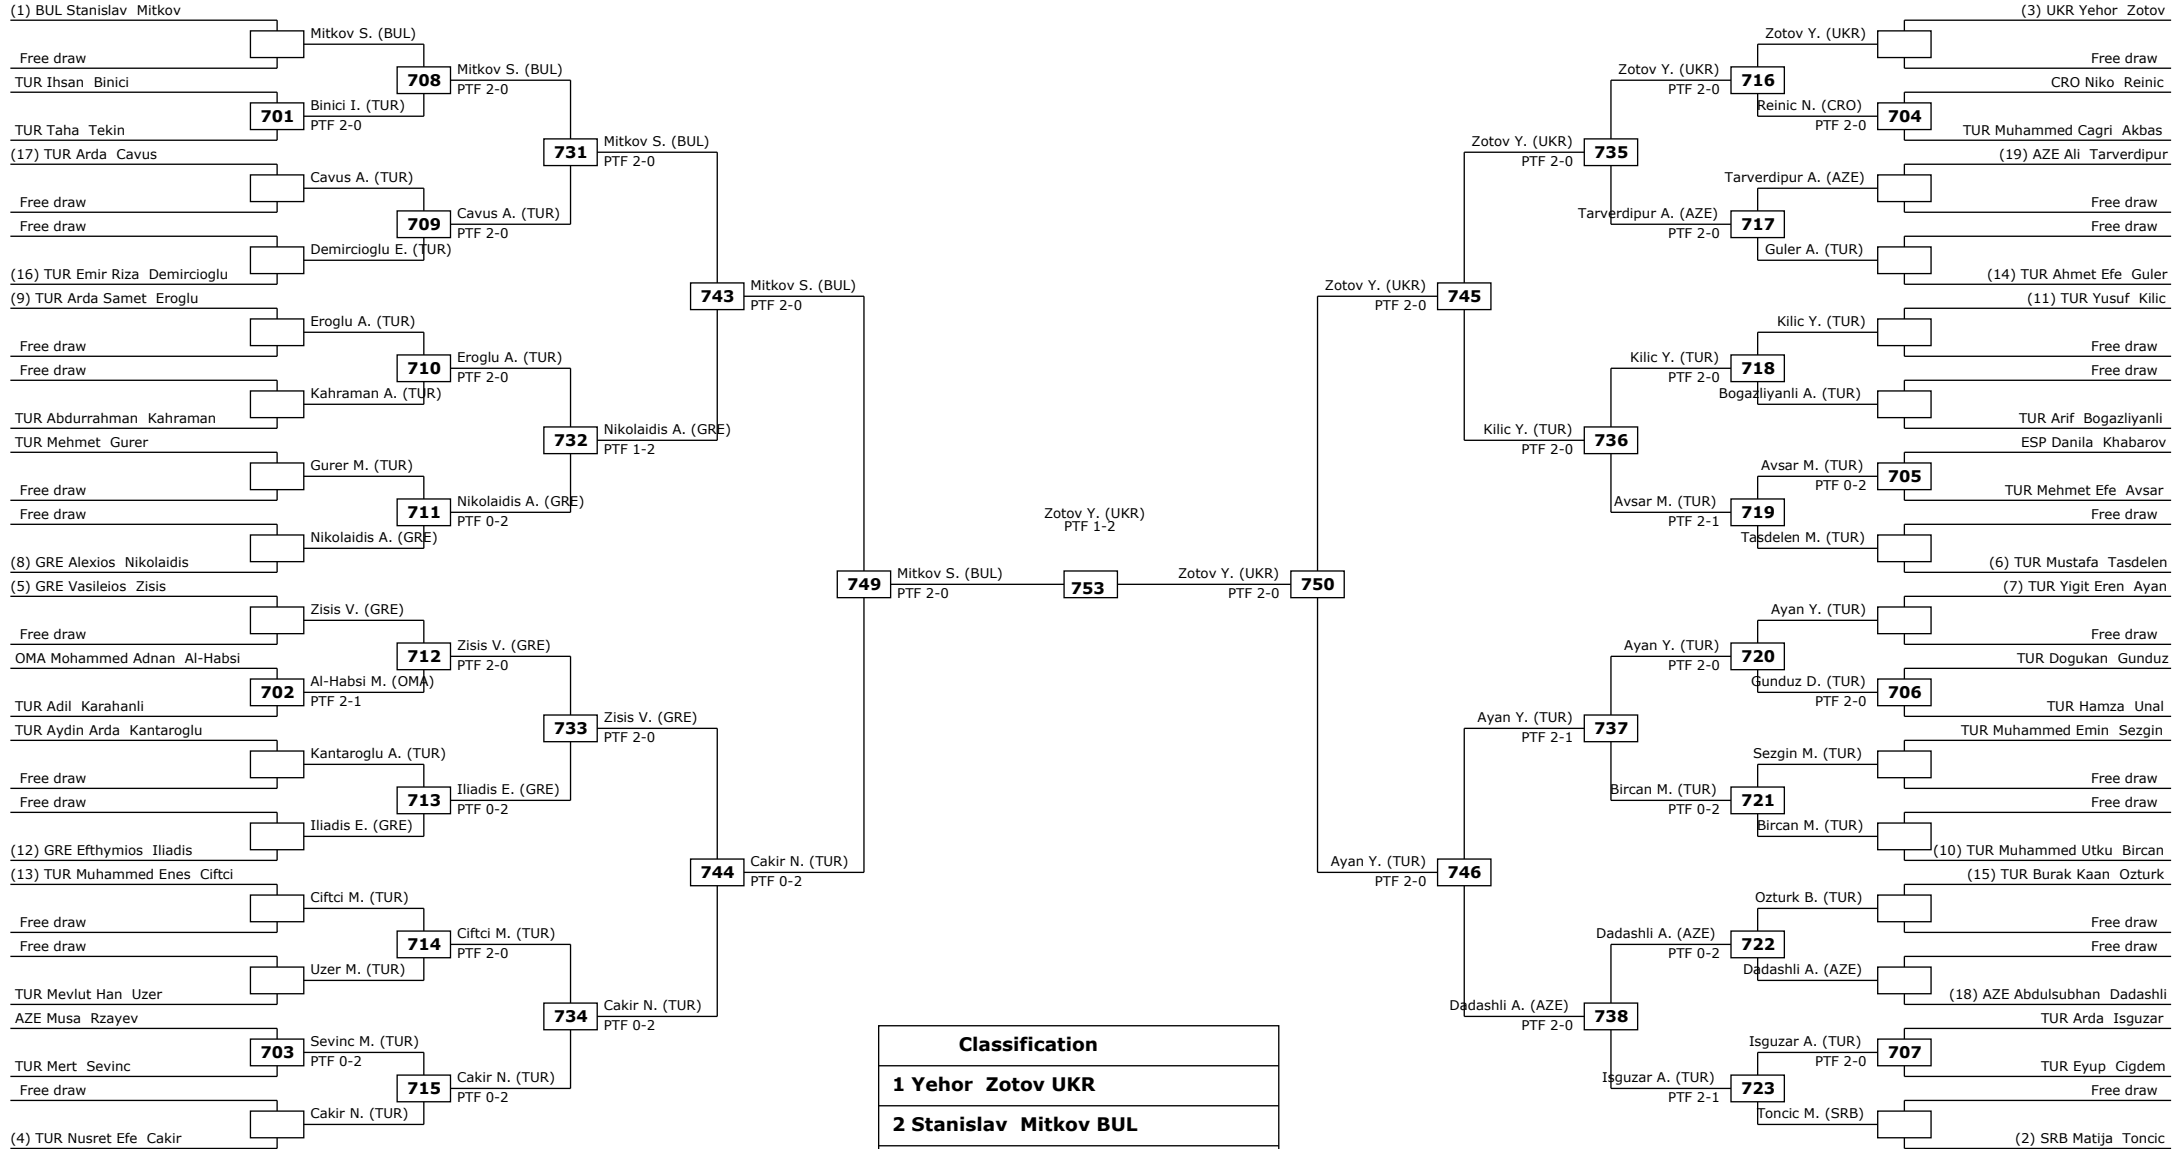 (1) BUL Stanislav Mitkov
Free draw
TUR Ihsan Binici
TUR Taha Tekin
(17) TUR Arda Cavus
Free draw
Free draw
(16) TUR Emir Riza Demircioglu
(9) TUR Arda Samet Eroglu
Free draw
Free draw
TUR Abdurrahman Kahraman
TUR Mehmet Gurer
Free draw
Free draw
(8) GRE Alexios Nikolaidis
(5) GRE Vasileios Zisis
Free draw
OMA Mohammed Adnan Al-Habsi
TUR Adil Karahanli
TUR Aydin Arda Kantaroglu
Free draw
Free draw
(12) GRE Efthymios Iliadis
(13) TUR Muhammed Enes Ciftci
Free draw
Free draw
TUR Mevlut Han Uzer
AZE Musa Rzayev
TUR Mert Sevinc
Free draw
(4) TUR Nusret Efe Cakir
701
702
703
Mitkov S. (BUL)
Binici I. (TUR)
PTF 2-0
Cavus A. (TUR)
Demircioglu E. (TUR)
Eroglu A. (TUR)
Kahraman A. (TUR)
Gurer M. (TUR)
Nikolaidis A. (GRE)
Zisis V. (GRE)
Al-Habsi M. (OMA)
PTF 2-1
Kantaroglu A. (TUR)
Iliadis E. (GRE)
Ciftci M. (TUR)
Uzer M. (TUR)
Sevinc M. (TUR)
PTF 0-2
Cakir N. (TUR)
708
709
710
711
712
713
714
715
Mitkov S. (BUL)
PTF 2-0
Cavus A. (TUR)
PTF 2-0
Eroglu A. (TUR)
PTF 2-0
Nikolaidis A. (GRE)
PTF 0-2
Zisis V. (GRE)
PTF 2-0
Iliadis E. (GRE)
PTF 0-2
Ciftci M. (TUR)
PTF 2-0
Cakir N. (TUR)
PTF 0-2
731
732
733
734
Mitkov S. (BUL)
PTF 2-0
Nikolaidis A. (GRE)
PTF 1-2
Zisis V. (GRE)
PTF 2-0
Cakir N. (TUR)
PTF 0-2
743
744
Mitkov S. (BUL)
PTF 2-0
Cakir N. (TUR)
PTF 0-2
749
Mitkov S. (BUL)
PTF 2-0
Zotov Y. (UKR)
PTF 1-2
753
Zotov Y. (UKR)
PTF 2-0
750
Zotov Y. (UKR)
PTF 2-0
Ayan Y. (TUR)
PTF 2-0
745
746
Zotov Y. (UKR)
PTF 2-0
Kilic Y. (TUR)
PTF 2-0
Ayan Y. (TUR)
PTF 2-1
Dadashli A. (AZE)
PTF 2-0
735
736
737
738
Zotov Y. (UKR)
PTF 2-0
Tarverdipur A. (AZE)
PTF 2-0
Kilic Y. (TUR)
PTF 2-0
Avsar M. (TUR)
PTF 2-1
Ayan Y. (TUR)
PTF 2-0
Bircan M. (TUR)
PTF 0-2
Dadashli A. (AZE)
PTF 0-2
Isguzar A. (TUR)
PTF 2-1
716
717
718
719
720
721
722
723
Zotov Y. (UKR)
Reinic N. (CRO)
PTF 2-0
Tarverdipur A. (AZE)
Guler A. (TUR)
Kilic Y. (TUR)
Bogazliyanli A. (TUR)
Avsar M. (TUR)
PTF 0-2
Tasdelen M. (TUR)
Ayan Y. (TUR)
Gunduz D. (TUR)
PTF 2-0
Sezgin M. (TUR)
Bircan M. (TUR)
Ozturk B. (TUR)
Dadashli A. (AZE)
Isguzar A. (TUR)
PTF 2-0
Toncic M. (SRB)
704
705
706
707
(3) UKR Yehor Zotov
Free draw
CRO Niko Reinic
TUR Muhammed Cagri Akbas
(19) AZE Ali Tarverdipur
Free draw
Free draw
(14) TUR Ahmet Efe Guler
(11) TUR Yusuf Kilic
Free draw
Free draw
TUR Arif Bogazliyanli
ESP Danila Khabarov
TUR Mehmet Efe Avsar
Free draw
(6) TUR Mustafa Tasdelen
(7) TUR Yigit Eren Ayan
Free draw
TUR Dogukan Gunduz
TUR Hamza Unal
TUR Muhammed Emin Sezgin
Free draw
Free draw
(10) TUR Muhammed Utku Bircan
(15) TUR Burak Kaan Ozturk
Free draw
Free draw
(18) AZE Abdulsubhan Dadashli
TUR Arda Isguzar
TUR Eyup Cigdem
Free draw
(2) SRB Matija Toncic
Classification
1 Yehor Zotov UKR
2 Stanislav Mitkov BUL